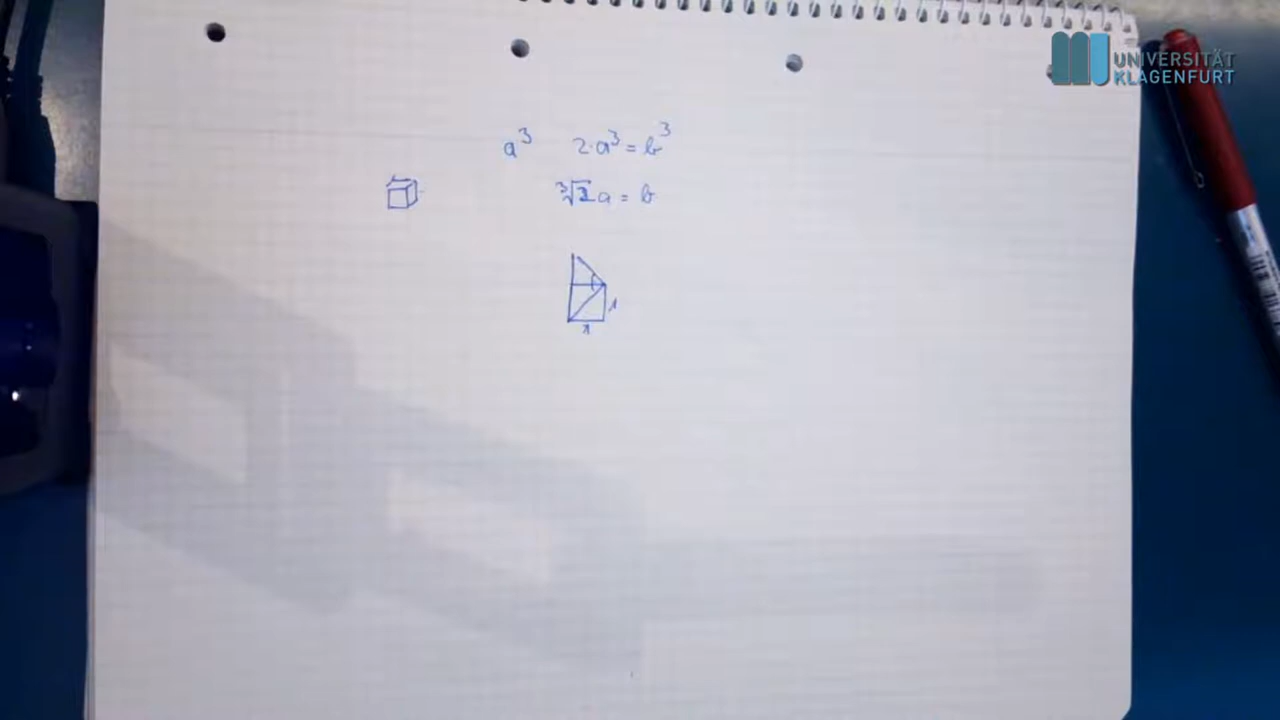 UNIVERSITÄT
KLAGENFURT
a³ 2·a³ = b³
∛2 a = b
1
1